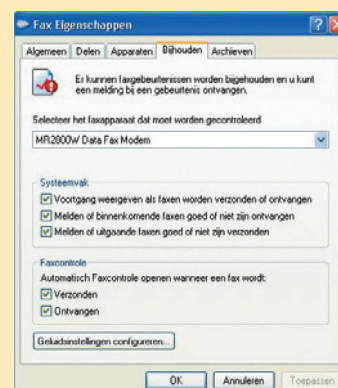 Fax Eigenschappen
Algemeen Delen Apparaten Bijhouden Archieven
Er kunnen faxgebeurtenissen worden bijgehouden en u kunt
een melding bij een gebeurtenis ontvangen.
Selecteer het faxapparaat dat moet worden gecontroleerd
MR2800W Data Fax Modem
Systeemvak
Voortgang weergeven als faxen worden verzonden of ontvangen
Melden of binnenkomende faxen goed of niet zijn ontvangen
Melden of uitgaande faxen goed of niet zijn verzonden
Faxcontrole
Automatisch Faxcontrole openen wanneer een fax wordt:
Verzonden
Ontvangen
Geluidsinstellingen configureren...
OK Annuleren Toepassen